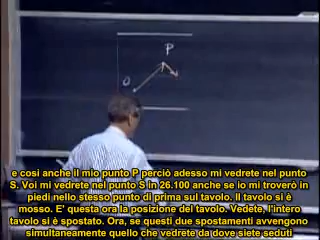 P
O
e cosi anche il mio punto P perciò adesso mi vedrete nel punto
S. Voi mi vedrete nel punto S in 26.100 anche se io mi troverò in
piedi nello stesso punto di prima sul tavolo. Il tavolo si è
mosso. E' questa ora la posizione del tavolo. Vedete, l'intero
tavolo si è spostato. Ora, se questi due spostamenti avvengono
simultaneamente quello che vedrete da dove siete seduti